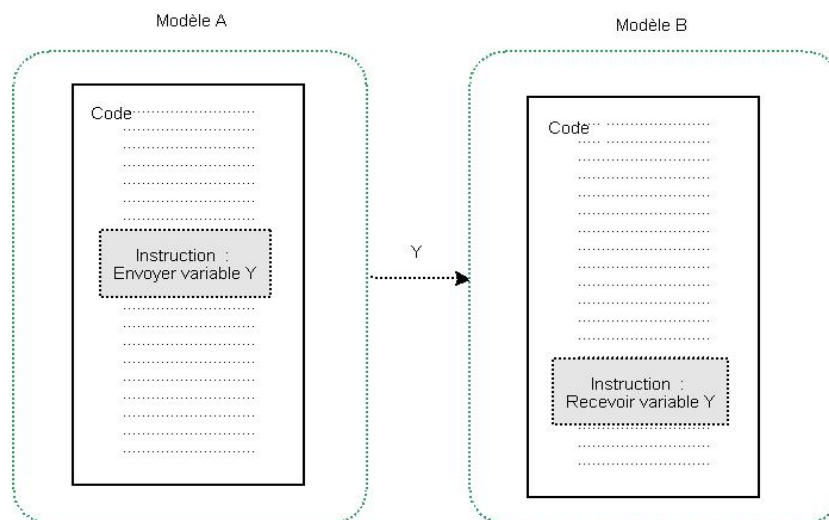 Modèle A
Modèle B
Code
Instruction :
Envoyer variable Y
Y
Code
Instruction :
Recevoir variable Y